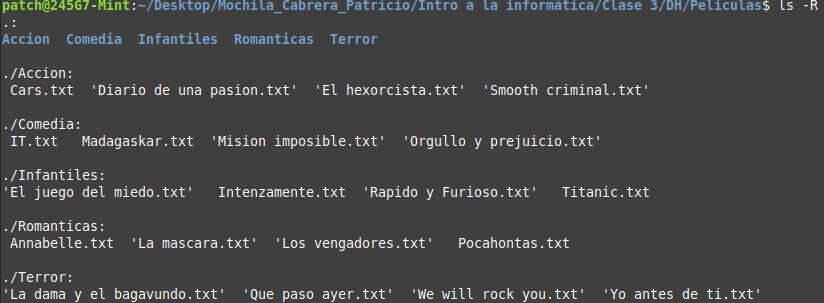 patch@245G7-Mint:~/Desktop/Mochila_Cabrera_Patricio/Intro a la informática/Clase 3/DH/Peliculas$ ls -R
.:
Accion  Comedia  Infantiles  Romanticas  Terror
./Accion:
Cars.txt  'Diario de una pasion.txt'  'El hexorcista.txt'  'Smooth criminal.txt'
./Comedia:
IT.txt  Madagaskar.txt  'Mision imposible.txt'  'Orgullo y prejuicio.txt'
./Infantiles:
'El juego del miedo.txt'  Intenzamente.txt  'Rapido y Furioso.txt'  Titanic.txt
./Romanticas:
Annabelle.txt  'La mascara.txt'  'Los vengadores.txt'  Pocahontas.txt
./Terror:
'La dama y el bagavundo.txt'  'Que paso ayer.txt'  'We will rock you.txt'  'Yo antes de ti.txt'